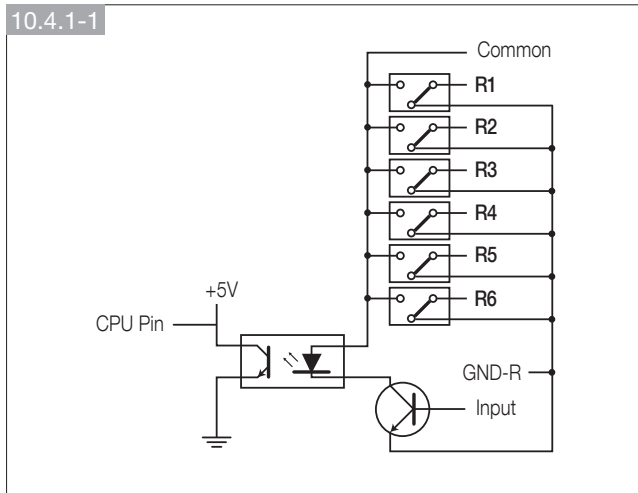 10.4.1-1
Common
R1
R2
R3
R4
R5
R6
+5V
CPU Pin
GND-R
Input